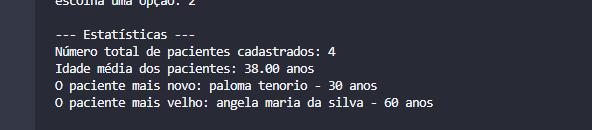 escolha uma opção: 2
--- Estatísticas ---
Número total de pacientes cadastrados: 4
Idade média dos pacientes: 38.00 anos
O paciente mais novo: paloma tenorio - 30 anos
O paciente mais velho: angela maria da silva - 60 anos